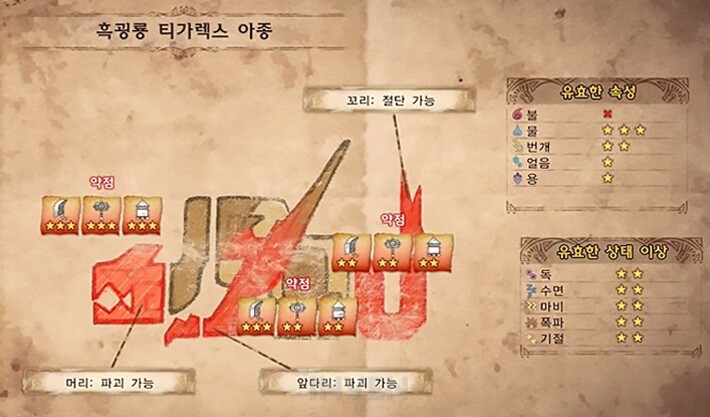 흑굉룡 티가렉스 아종
꼬리: 절단 가능
유효한 속성
불
물
번개
얼음
용
약점
약점
약점
유효한 상태 이상
독
수면
마비
폭파
기절
머리: 파괴 가능
앞다리: 파괴 가능